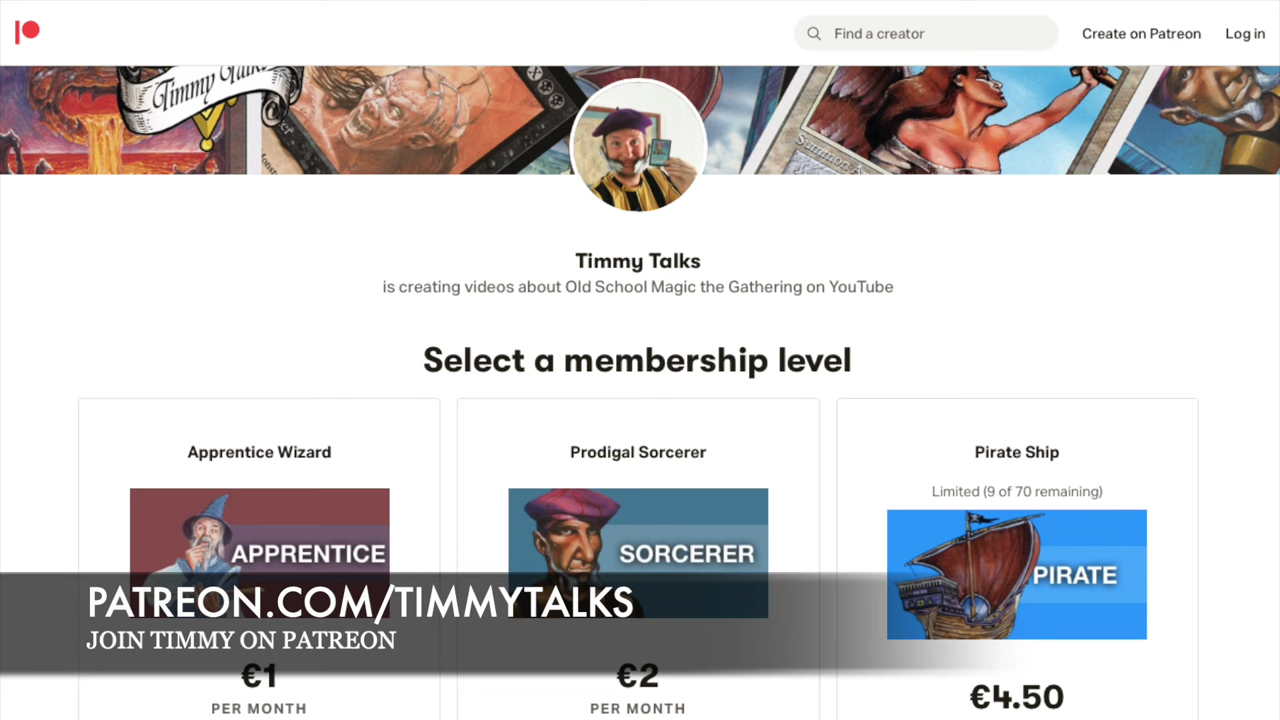 Find a creator
Create on Patreon
Log in
Timmy Talks
Summon A
Timmy Talks
is creating videos about Old School Magic the Gathering on YouTube
Select a membership level
Apprentice Wizard
Prodigal Sorcerer
Pirate Ship
Limited (9 of 70 remaining)
APPRENTICE
SORCERER
PIRATE
PATREON.COM/TIMMYTALKS
JOIN TIMMY ON PATREON
€1
€2
€4.50
PER MONTH
PER MONTH